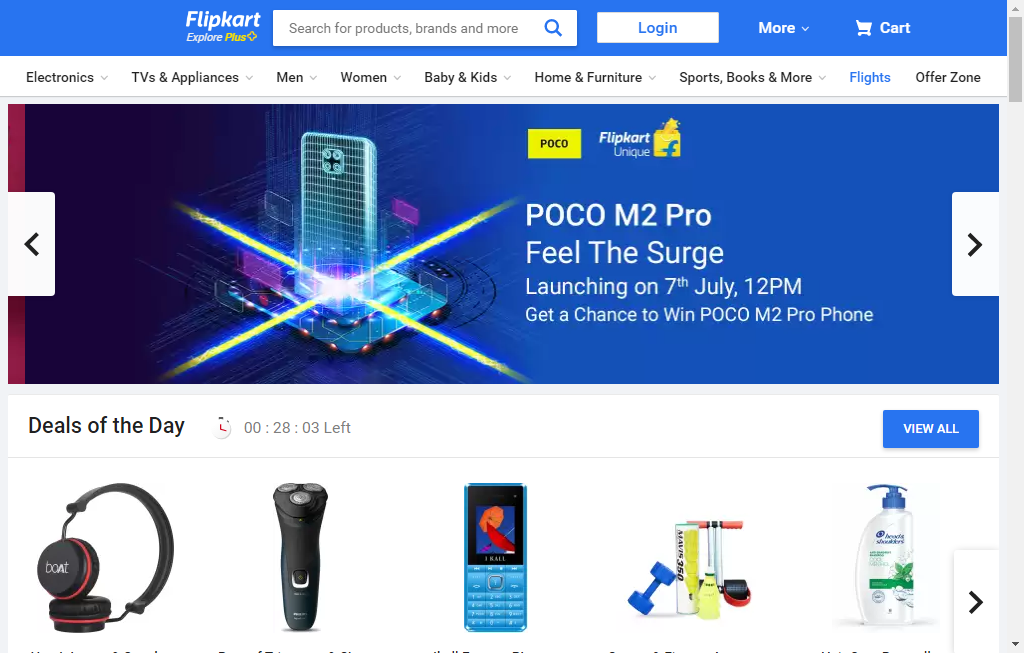 Flipkart
Explore Plus
Search for products, brands and more
Login
More
Cart
Electronics
TVs & Appliances
Men
Women
Baby & Kids
Home & Furniture
Sports, Books & More
Flights
Offer Zone
POCO
Flipkart
Unique
POCO M2 Pro
Feel The Surge
Launching on 7th July, 12PM
Get a Chance to Win POCO M2 Pro Phone
Deals of the Day
00 : 28 : 03 Left
VIEW ALL
boAt
I KALL
MAVIS 350
head&
shoulders